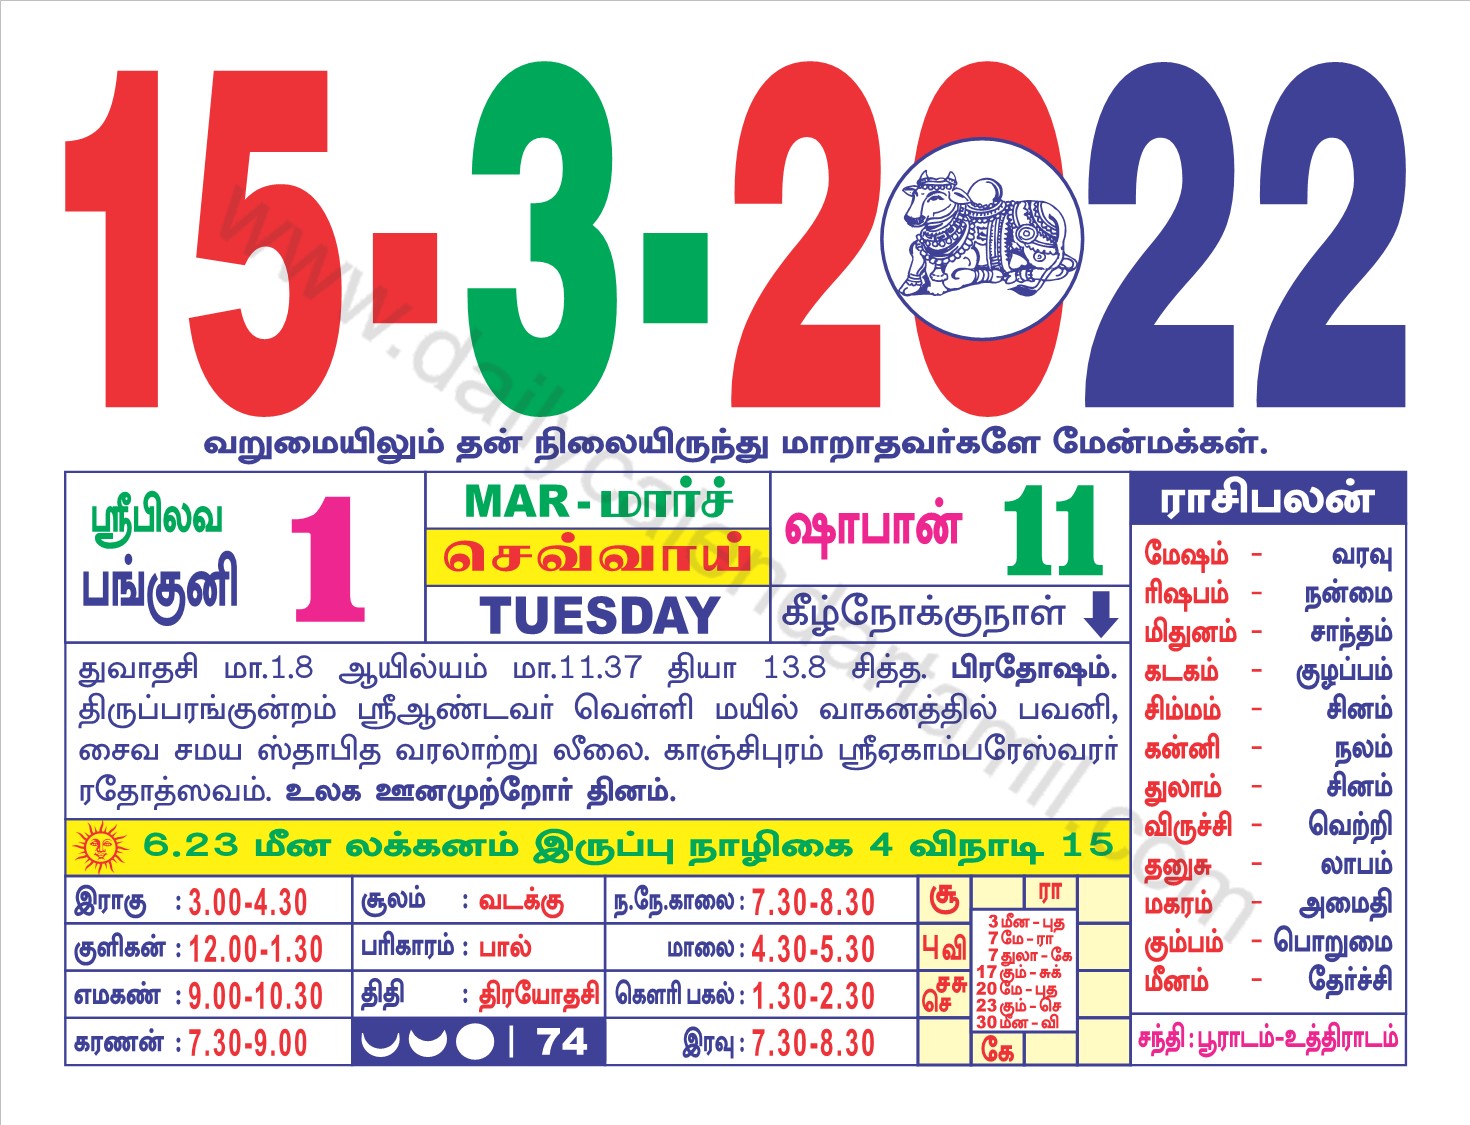 15-3-2022
வறுமையிலும் தன் நிலையிருந்து மாறாதவர்களே மேன்மக்கள்.
ஸ்ரீபிலவ
பங்குனி 1
MAR - மார்ச்
செவ்வாய்
TUESDAY
ஷாபான் 11
கீழ்நோக்குநாள்
துவாதசி மா.1.8 ஆயில்யம் மா.11.37 தியா 13.8 சித்த. பிரதோஷம்.
திருப்பரங்குன்றம் ஸ்ரீஆண்டவர் வெள்ளி மயில் வாகனத்தில் பவனி,
சைவ சமய ஸ்தாபித வரலாற்று லீலை. காஞ்சிபுரம் ஸ்ரீஏகாம்பரேஸ்வரர்
ரதோத்ஸவம். உலக ஊனமுற்றோர் தினம்.
6.23 மீன லக்கனம் இருப்பு நாழிகை 4 விநாடி 15
இராகு : 3.00-4.30
குளிகன் : 12.00-1.30
எமகண் : 9.00-10.30
கரணன் : 7.30-9.00
சூலம் : வடக்கு
பரிகாரம் : பால்
திதி : திரயோதசி
| 74
ந.நே.காலை : 7.30-8.30
மாலை : 4.30-5.30
கௌரி பகல் : 1.30-2.30
இரவு : 7.30-8.30
சூ ரா
பு வி
சசு
செ
கே
3 மீன - புத
7 மே - ரா
7 துலா - கே
17 கும் - சுக்
20 மே - புத
23 கும் - செ
30 மீன - வி
ராசிபலன்
மேஷம் - வரவு
ரிஷபம் - நன்மை
மிதுனம் - சாந்தம்
கடகம் - குழப்பம்
சிம்மம் - சினம்
கன்னி - நலம்
துலாம் - சினம்
விருச்சி - வெற்றி
தனுசு - லாபம்
மகரம் - அமைதி
கும்பம் - பொறுமை
மீனம் - தேர்ச்சி
சந்தி : பூராடம்-உத்திராடம்
www.dailycalendartamil.com